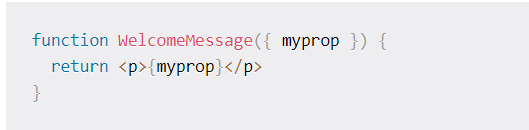 function WelcomeMessage({ myprop }) {
  return <p>{myprop}</p>
}